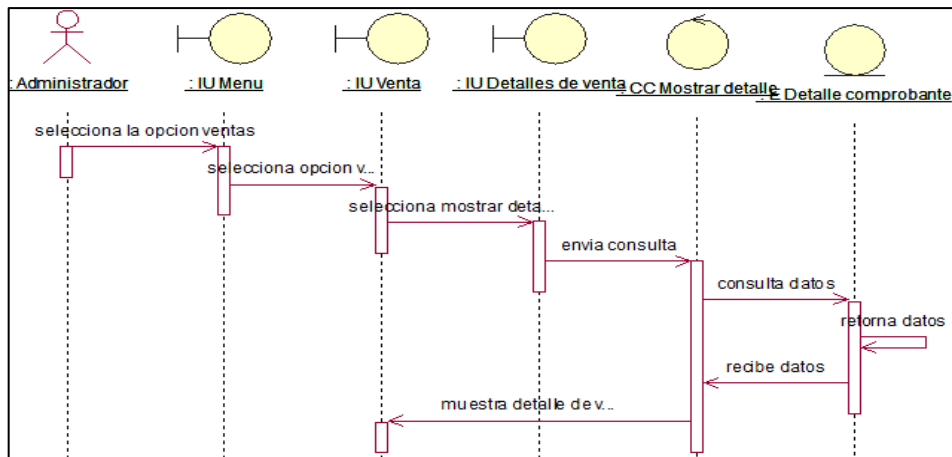 : Administrador
: IU Menu
: IU Venta
: IU Detalles de venta
: CC Mostrar detalle
: E Detalle comprobante
selecciona la opcion ventas
selecciona opcion v...
selecciona mostrar deta...
envia consulta
consulta datos
retorna datos
recibe datos
muestra detalle de v...